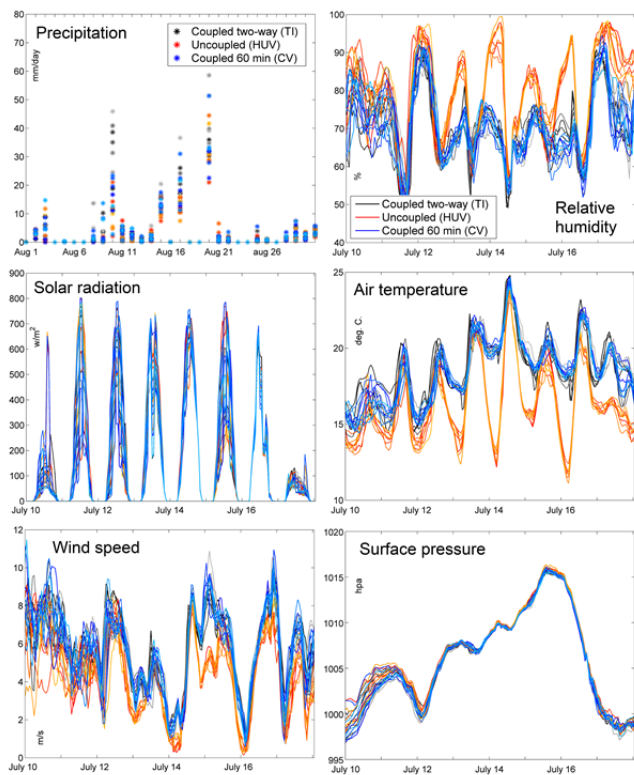 Precipitation
80
70
60
50
40
30
20
10
0
mm/day
Coupled two-way (TI)
Uncoupled (HUV)
Coupled 60 min (CV)
Aug 1 Aug 6 Aug 11 Aug 16 Aug 21 Aug 26
100
90
80
70
60
50
40
%
Coupled two-way (TI)
Uncoupled (HUV)
Coupled 60 min (CV)
Relative
humidity
July 10 July 12 July 14 July 16
Solar radiation
900
800
700
600
500
400
300
200
100
0
w/m²
July 10 July 12 July 14 July 16
Air temperature
25
20
15
10
deg. C.
July 10 July 12 July 14 July 16
Wind speed
12
10
8
6
4
2
0
m/s
July 10 July 12 July 14 July 16
Surface pressure
1020
1015
1010
1005
1000
995
hpa
July 10 July 12 July 14 July 16